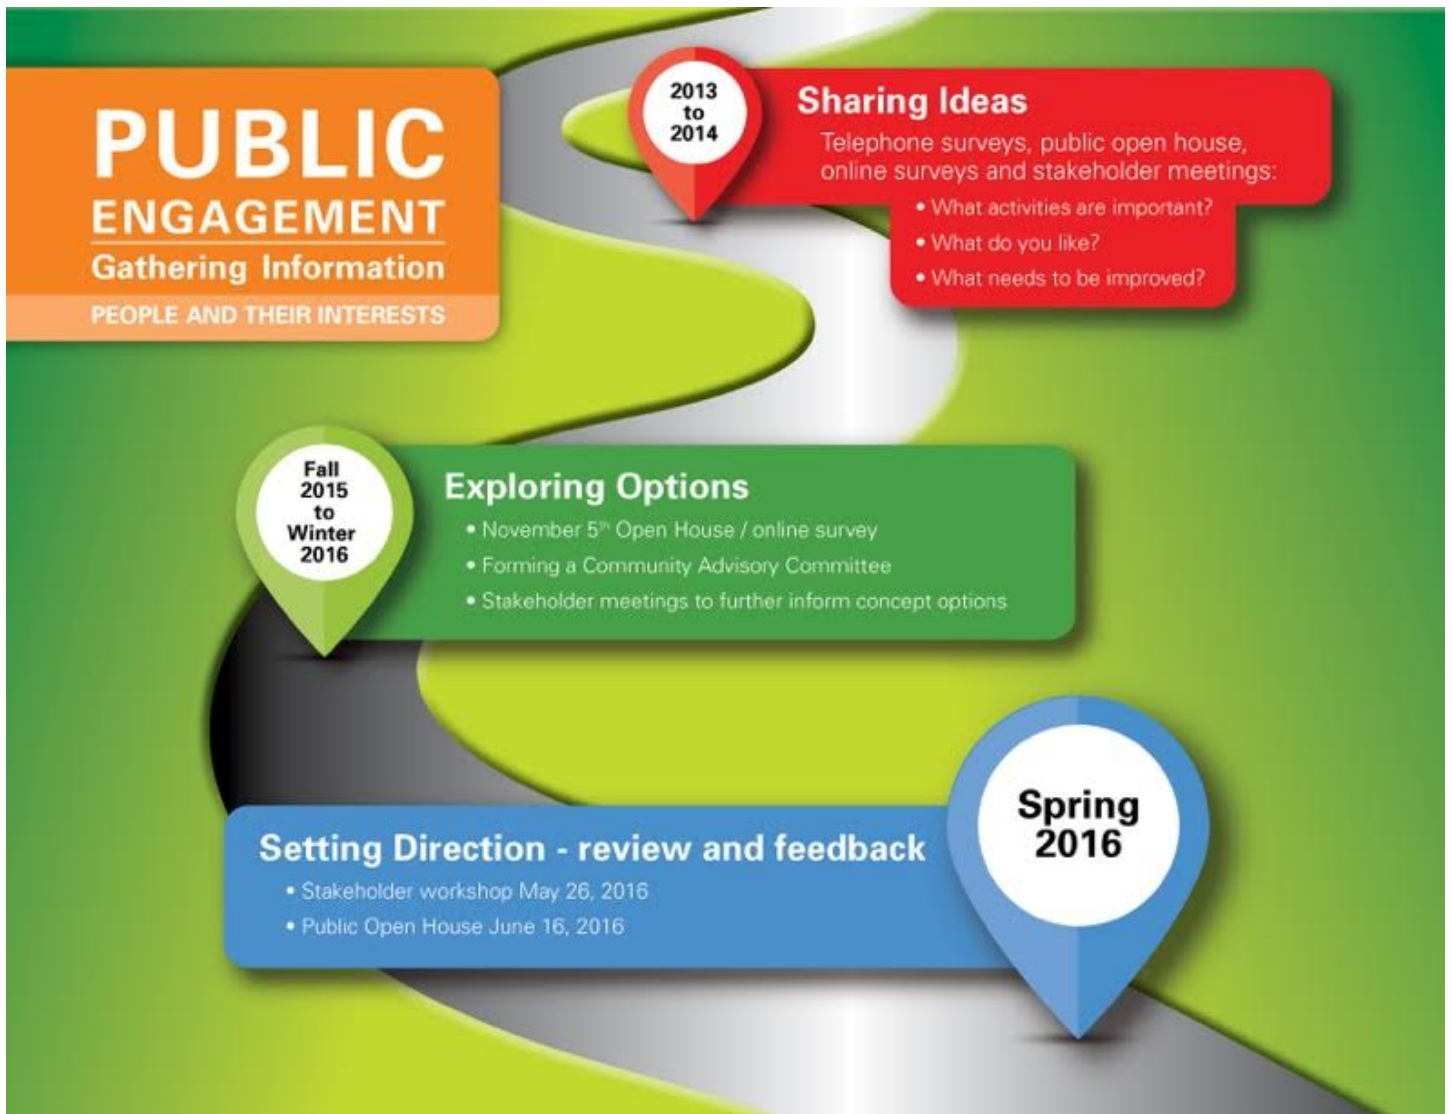 PUBLIC
ENGAGEMENT
Gathering Information
PEOPLE AND THEIR INTERESTS
2013
to
2014
Sharing Ideas
Telephone surveys, public open house,
online surveys and stakeholder meetings:
• What activities are important?
• What do you like?
• What needs to be improved?
Fall
2015
to
Winter
2016
Exploring Options
• November 5th Open House / online survey
• Forming a Community Advisory Committee
• Stakeholder meetings to further inform concept options
Spring
2016
Setting Direction - review and feedback
• Stakeholder workshop May 26, 2016
• Public Open House June 16, 2016